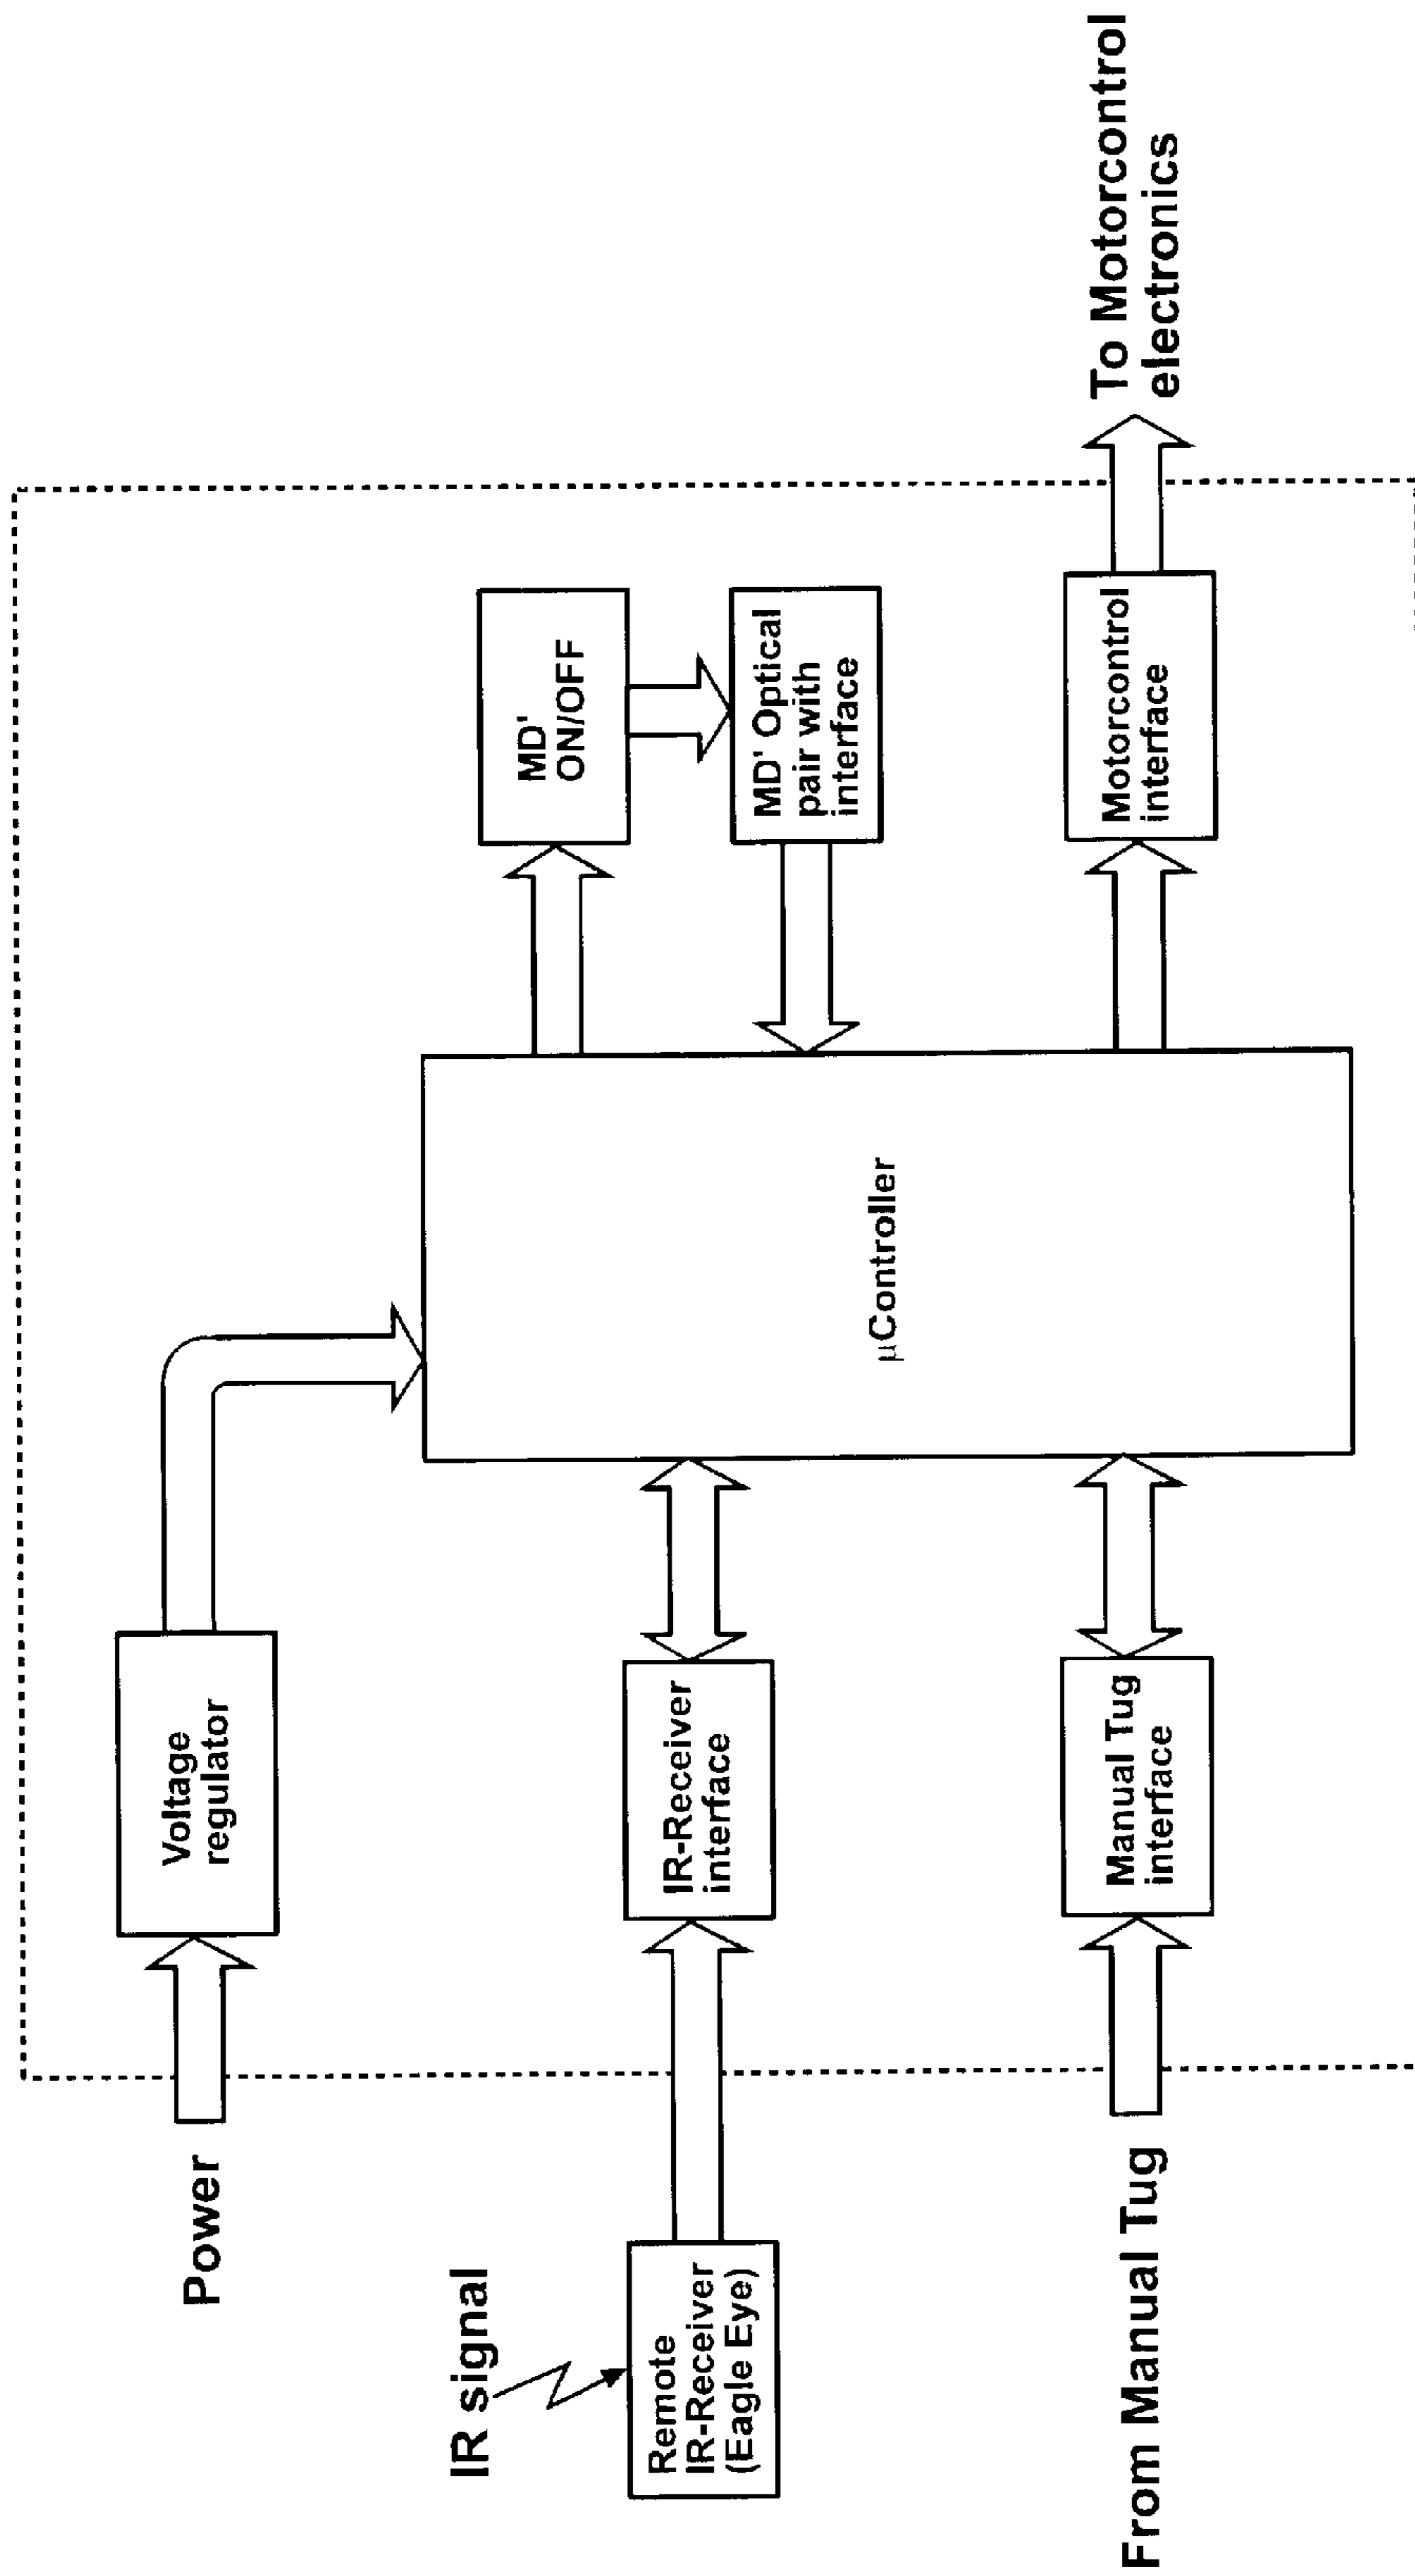 Power
Voltage
regulator
IR signal
Remote
IR-Receiver
(Eagle Eye)
IR-Receiver
interface
From Manual Tug
Manual Tug
interface
µController
MD'
ON/OFF
MD' Optical
pair with
interface
Motorcontrol
interface
To Motorcontrol
electronics